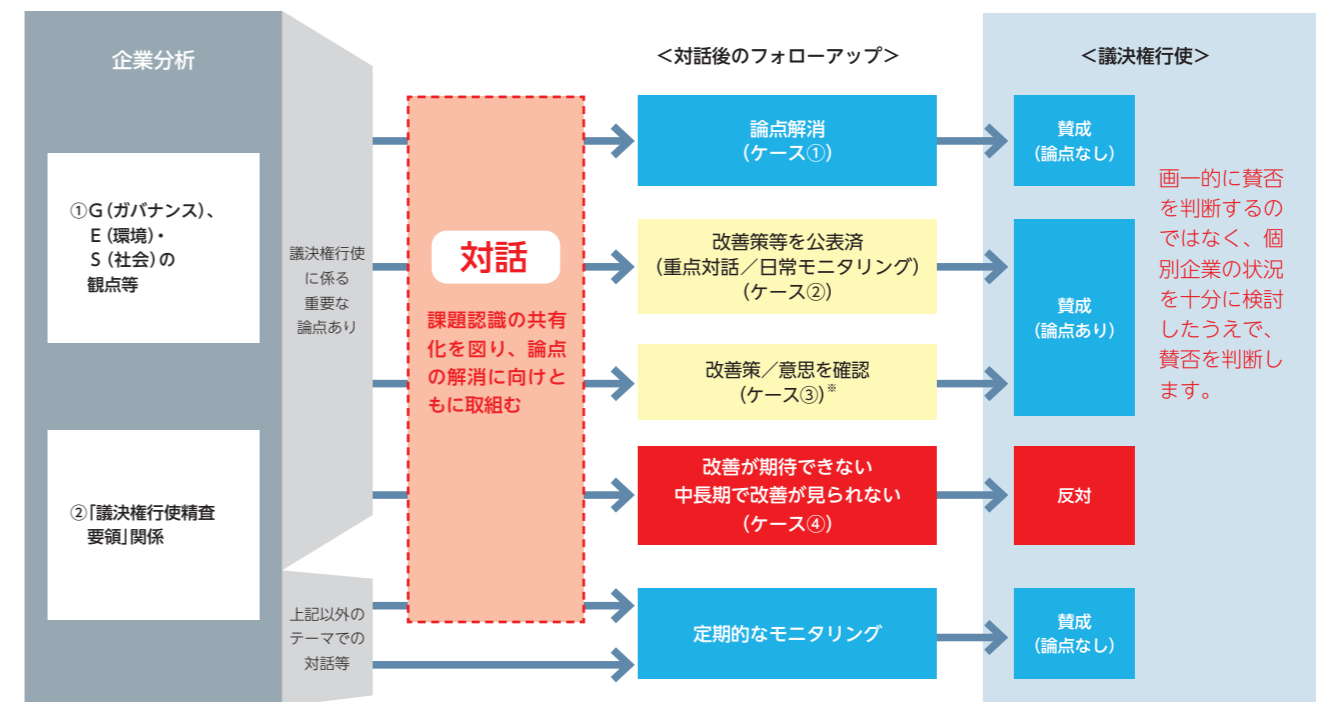 企業分析
①G(ガバナンス)、
E(環境)・
S(社会)の
観点等
②「議決権行使精査
要領」関係
議決権行使
に係る
重要な
論点あり
上記以外の
テーマでの
対話等
対話
課題認識の共有
化を図り、論点
の解消に向けと
もに取組む
<対話後のフォローアップ>
論点解消
(ケース①)
改善策等を公表済
(重点対話/日常モニタリング)
(ケース②)
改善策/意思を確認
(ケース③)※
改善が期待できない
中長期で改善が見られない
(ケース④)
定期的なモニタリング
<議決権行使>
賛成
(論点なし)
賛成
(論点あり)
反対
賛成
(論点なし)
画一的に賛否
を判断するの
ではなく、個
別企業の状況
を十分に検討
したうえで、
賛否を判断し
ます。